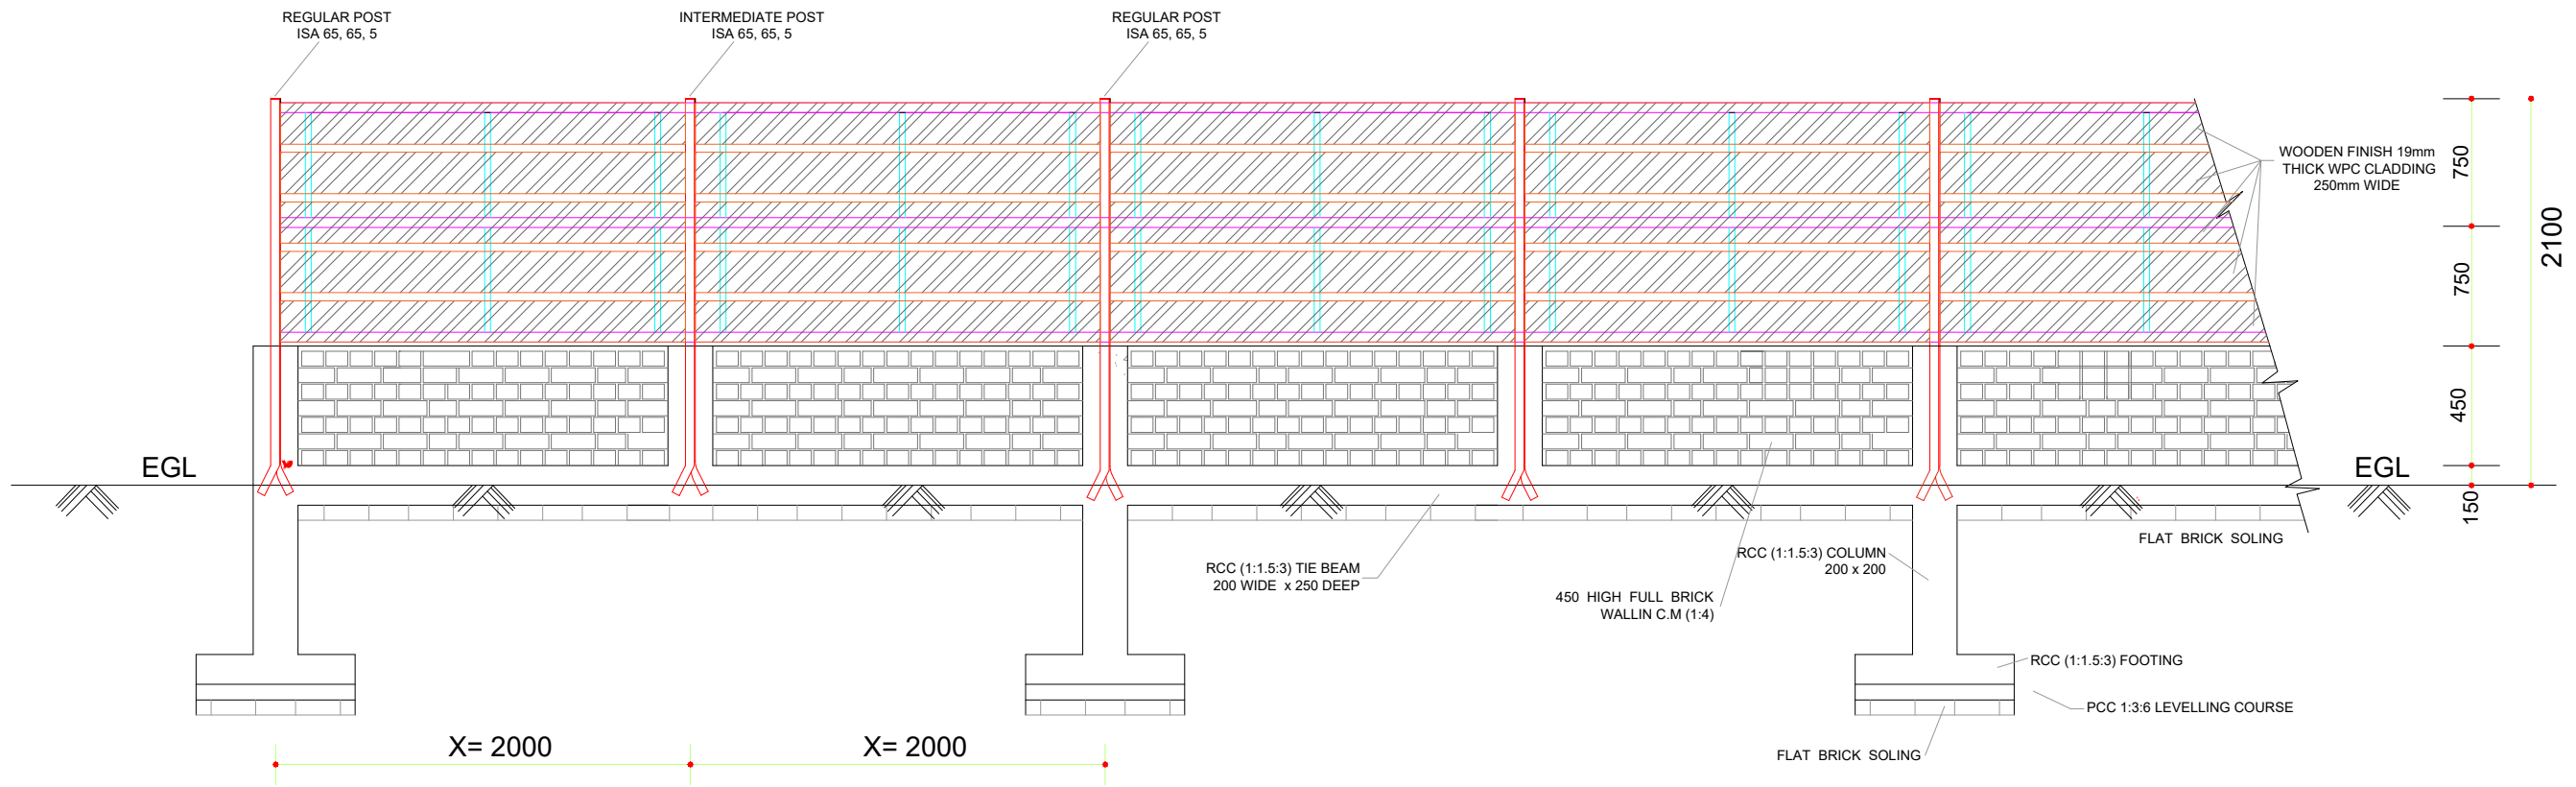 REGULAR POST
ISA 65, 65, 5
INTERMEDIATE POST
ISA 65, 65, 5
REGULAR POST
ISA 65, 65, 5
WOODEN FINISH 19mm
THICK WPC CLADDING
250mm WIDE
750
750
2100
450
150
EGL
EGL
FLAT BRICK SOLING
RCC (1:1.5:3) TIE BEAM
200 WIDE x 250 DEEP
RCC (1:1.5:3) COLUMN
200 x 200
450 HIGH FULL BRICK
WALLIN C.M (1:4)
RCC (1:1.5:3) FOOTING
PCC 1:3:6 LEVELLING COURSE
FLAT BRICK SOLING
X= 2000
X= 2000